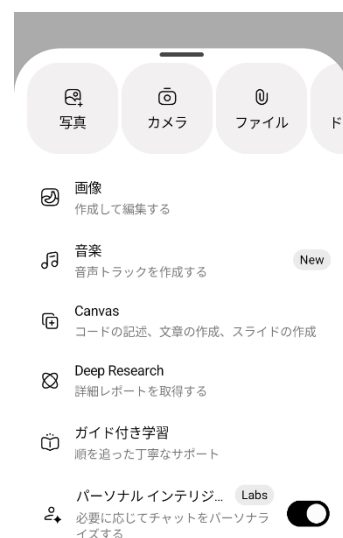 写真
カメラ
ファイル
ド
画像
作成して編集する
音楽
音声トラックを作成する
New
Canvas
コードの記述、文章の作成、スライドの作成
Deep Research
詳細レポートを取得する
ガイド付き学習
順を追った丁寧なサポート
パーソナル インテリジ... Labs
必要に応じてチャットをパーソナラ
イズする